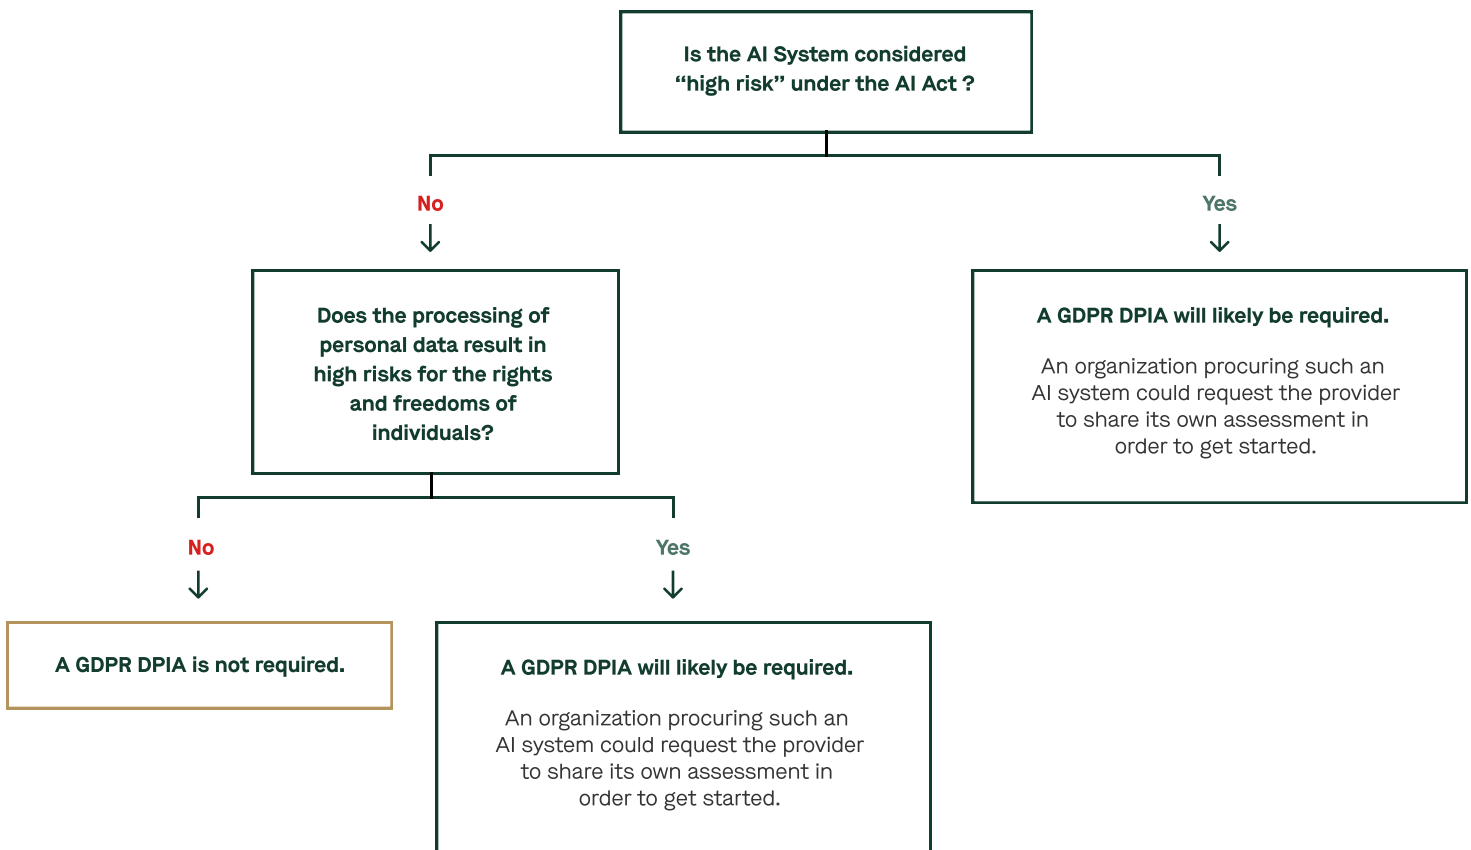 Is the AI System considered
“high risk” under the AI Act ?
No
Yes
Does the processing of
personal data result in
high risks for the rights
and freedoms of
individuals?
A GDPR DPIA will likely be required.
An organization procuring such an
AI system could request the provider
to share its own assessment in
order to get started.
No
Yes
A GDPR DPIA is not required.
A GDPR DPIA will likely be required.
An organization procuring such an
AI system could request the provider
to share its own assessment in
order to get started.